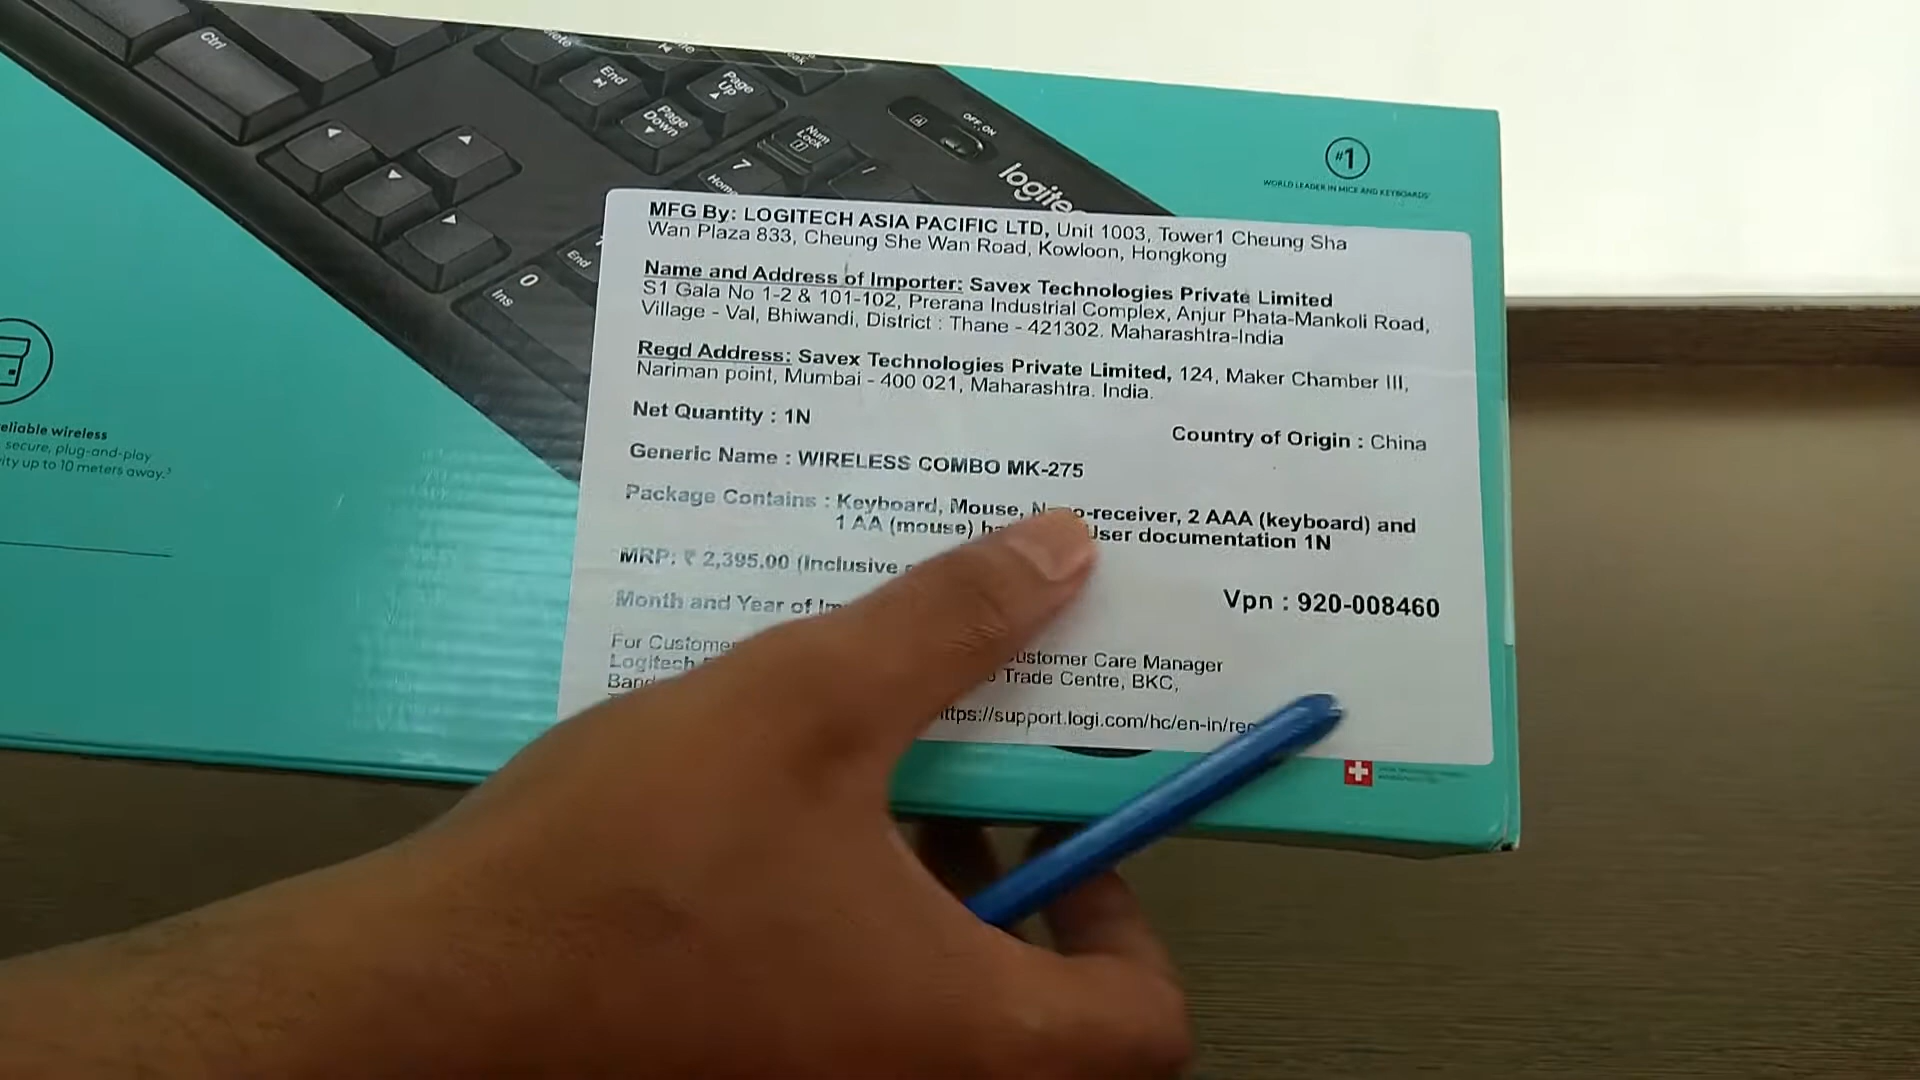 Ctrl
End
Page Up
Page Down
Num Lock
OFF ON
7
Home
/
logite
0
Ins
End
#1
WORLD LEADER IN MICE AND KEYBOARDS
eliable wireless
secure, plug-and-play
ity up to 10 meters away.³
MFG By: LOGITECH ASIA PACIFIC LTD, Unit 1003, Tower1 Cheung Sha
Wan Plaza 833, Cheung She Wan Road, Kowloon, Hongkong
Name and Address of Importer: Savex Technologies Private Limited
S1 Gala No 1-2 & 101-102, Prerana Industrial Complex, Anjur Phata-Mankoli Road,
Village - Val, Bhiwandi, District : Thane - 421302. Maharashtra-India
Regd Address: Savex Technologies Private Limited, 124, Maker Chamber III,
Nariman point, Mumbai - 400 021, Maharashtra. India.
Net Quantity : 1N
Country of Origin : China
Generic Name : WIRELESS COMBO MK-275
Package Contains : Keyboard, Mouse, -receiver, 2 AAA (keyboard) and
1 AA (mouse) User documentation 1N
MRP: ₹ 2,395.00 (Inclusive
Month and Year of
Vpn : 920-008460
For Customer
Customer Care Manager
Logitech
Trade Centre, BKC,
ttps://support.logi.com/hc/en-in/re